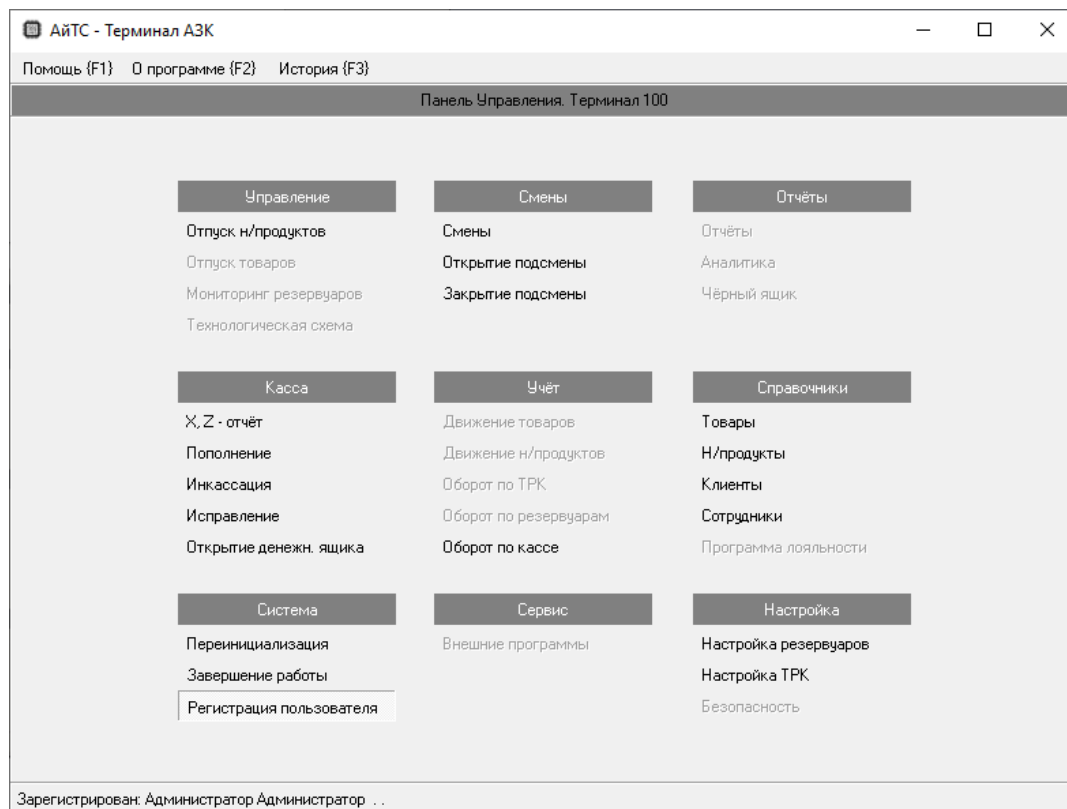 АйТС - Терминал АЗК
Помощь {F1} О программе {F2} История {F3}
Панель Управления. Терминал 100
Управление
Отпуск н/продуктов
Отпуск товаров
Мониторинг резервуаров
Технологическая схема
Смены
Смены
Открытие подсмены
Закрытие подсмены
Отчёты
Отчёты
Аналитика
Чёрный ящик
Касса
X, Z - отчёт
Пополнение
Инкассация
Исправление
Открытие денежн. ящика
Учёт
Движение товаров
Движение н/продуктов
Оборот по ТРК
Оборот по резервуарам
Оборот по кассе
Справочники
Товары
Н/продукты
Клиенты
Сотрудники
Программа лояльности
Система
Переинициализация
Завершение работы
Регистрация пользователя
Сервис
Внешние программы
Настройка
Настройка резервуаров
Настройка ТРК
Безопасность
Зарегистрирован: Администратор Администратор . .